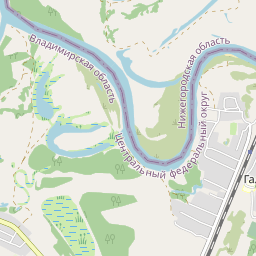 Владимирская область
Нижегородская область
Центральный федеральный округ
Га